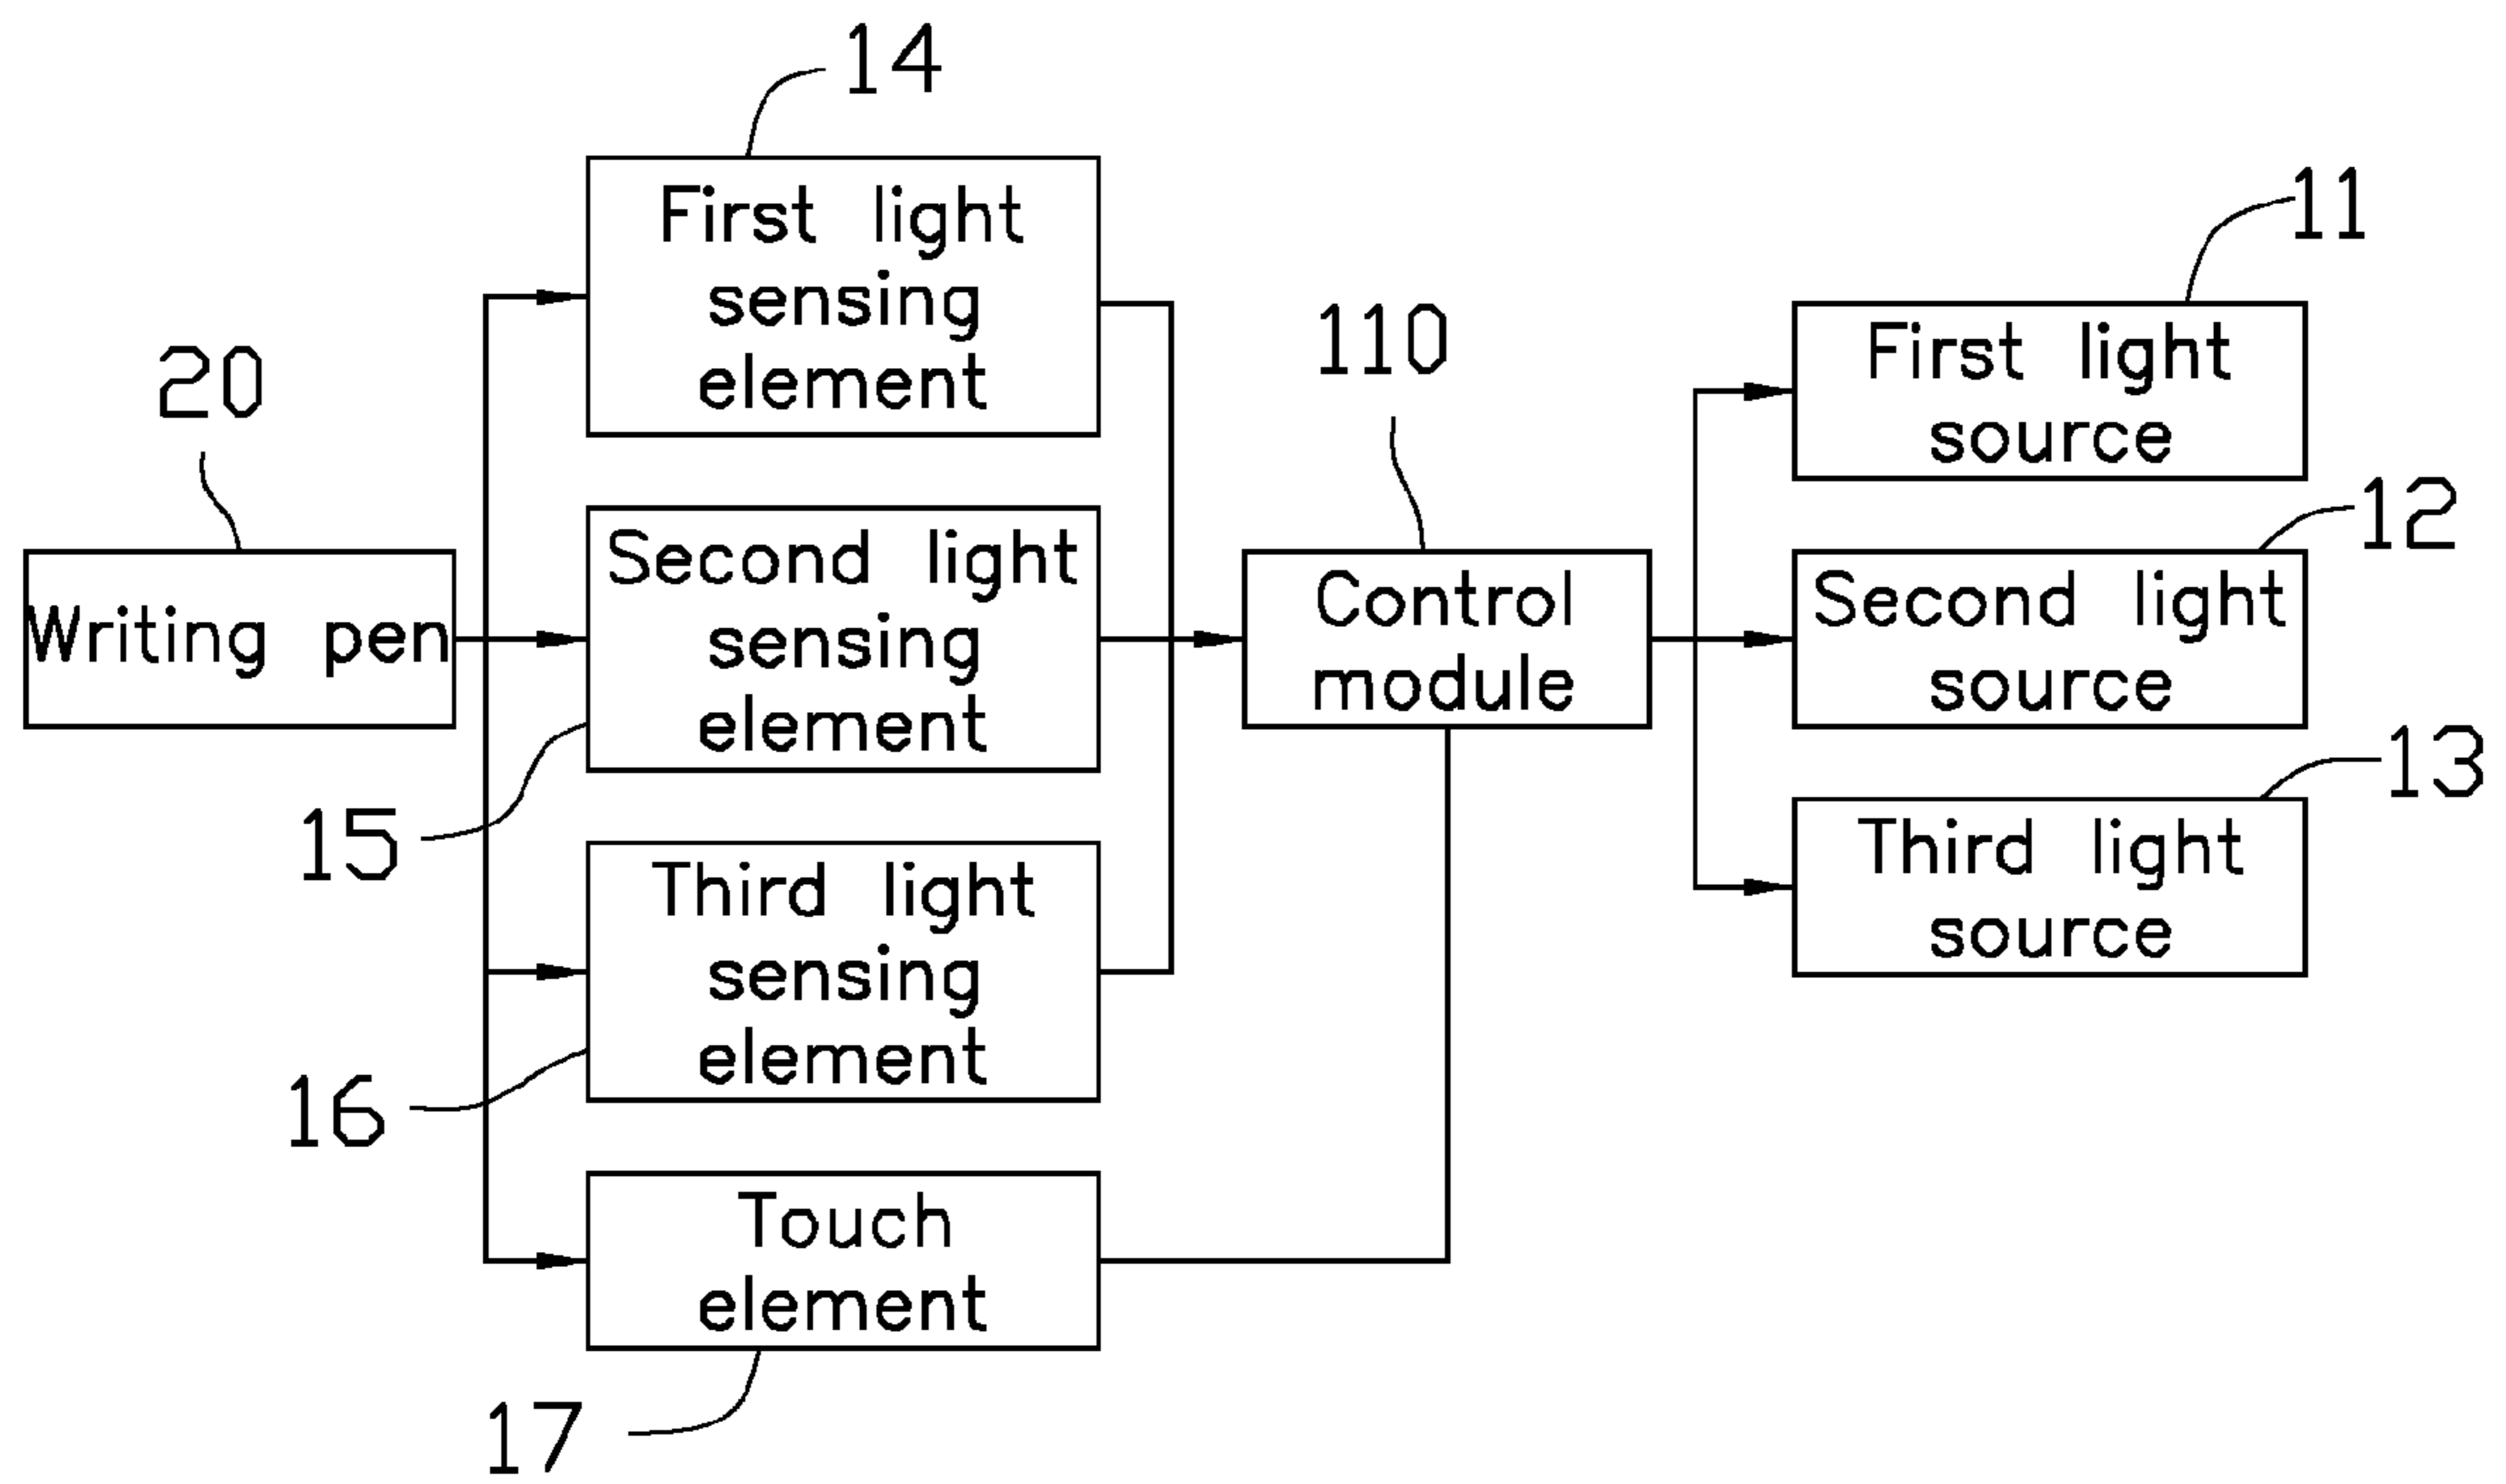 14
First light
sensing
element
11
First light
source
110
20
12
Second light
sensing
element
Writing pen
Control
module
Second light
source
13
15
Third light
sensing
element
Third light
source
16
Touch
element
17